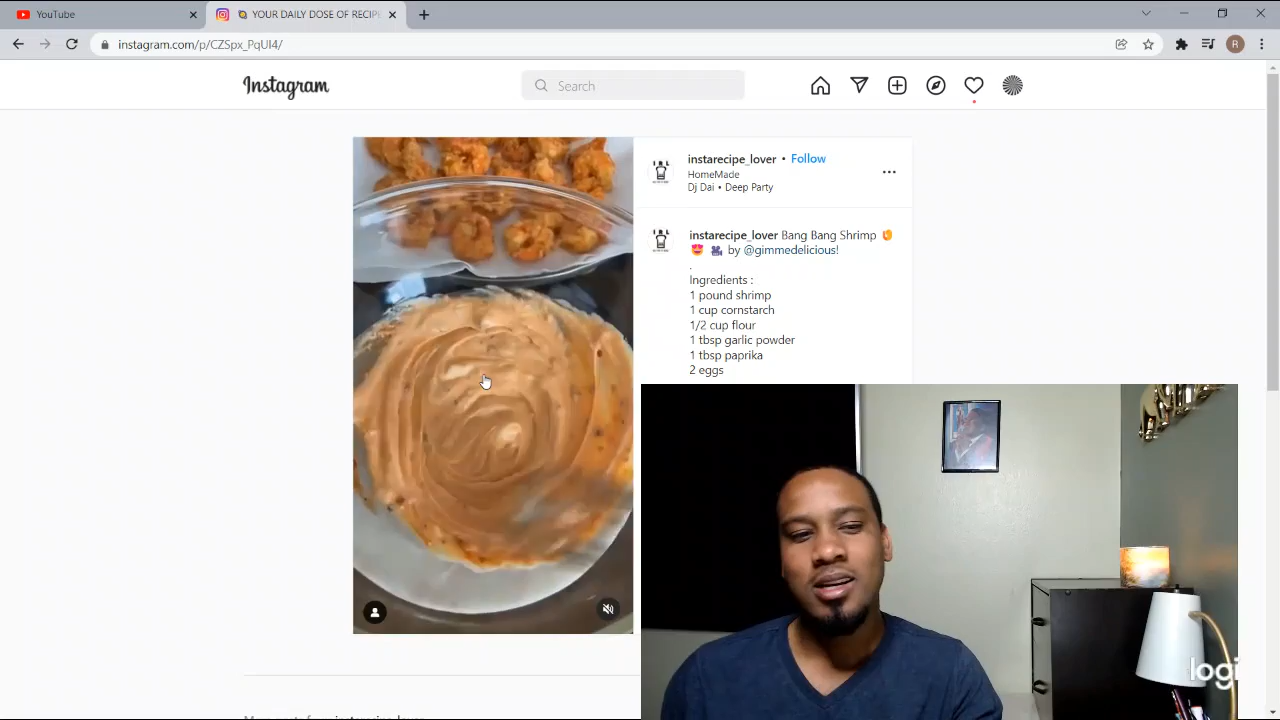 YouTube
YOUR DAILY DOSE OF RECIPE
instagram.com/p/CZSpx_PqUI4/
R
Instagram
Search
instarecipe_lover • Follow
HomeMade
Dj Dai • Deep Party
instarecipe_lover Bang Bang Shrimp
by @gimmedelicious!
.
Ingredients :
1 pound shrimp
1 cup cornstarch
1/2 cup flour
1 tbsp garlic powder
1 tbsp paprika
2 eggs
logi